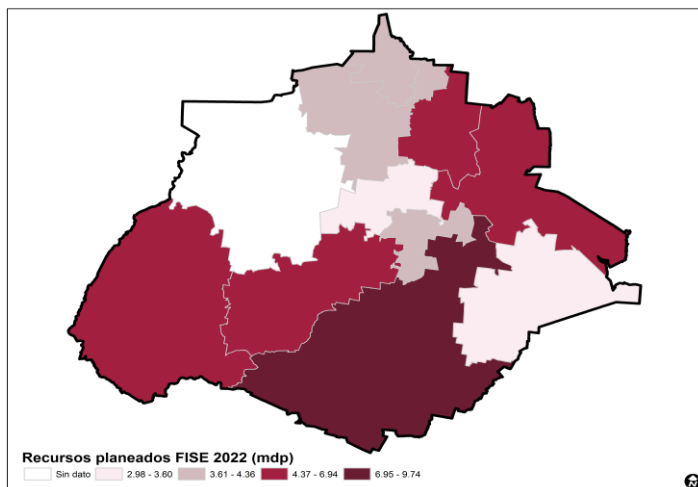 Recursos planeados FISE 2022 (mdp)
Sin dato 2.98 - 3.60 3.61 - 4.36 4.37 - 6.94 6.95 - 9.74